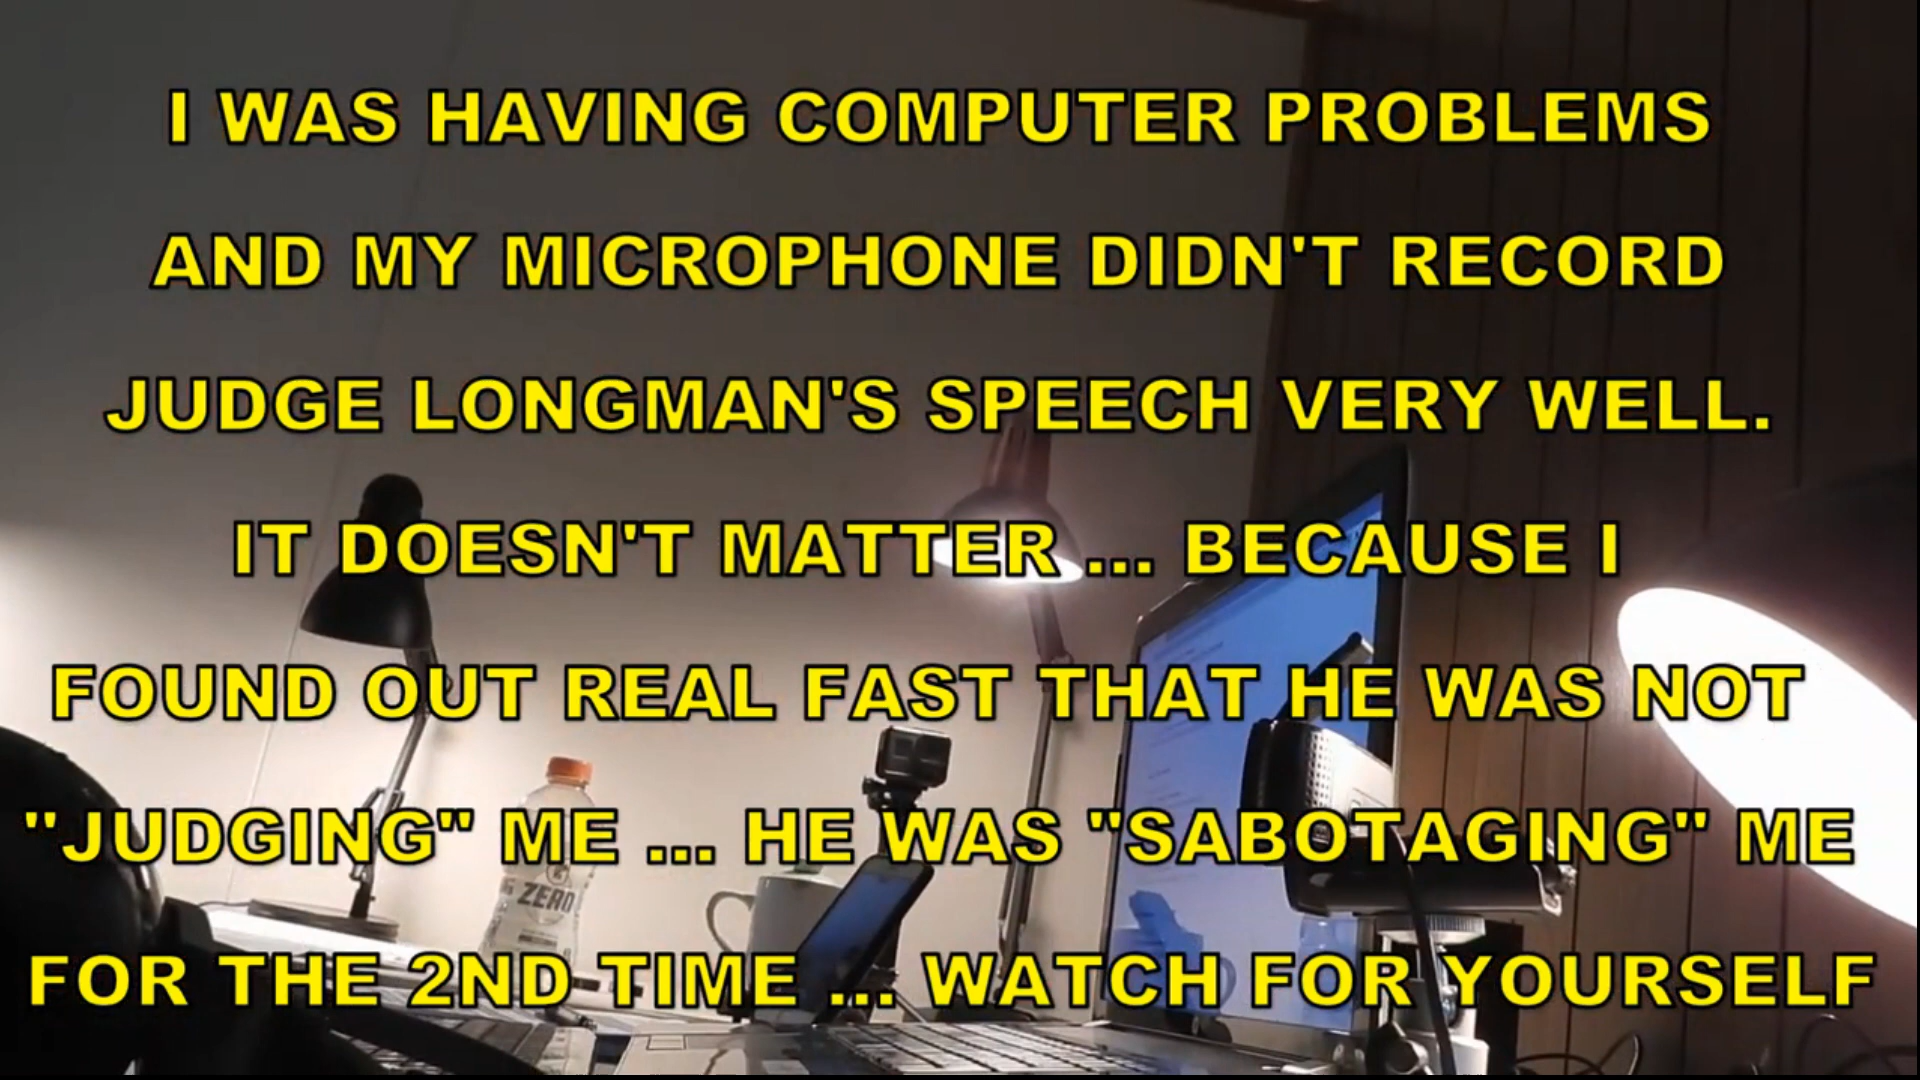 I WAS HAVING COMPUTER PROBLEMS
AND MY MICROPHONE DIDN'T RECORD
JUDGE LONGMAN'S SPEECH VERY WELL.
IT DOESN'T MATTER ... BECAUSE I
FOUND OUT REAL FAST THAT HE WAS NOT
"JUDGING" ME ... HE WAS "SABOTAGING" ME
FOR THE 2ND TIME ... WATCH FOR YOURSELF
ZERO